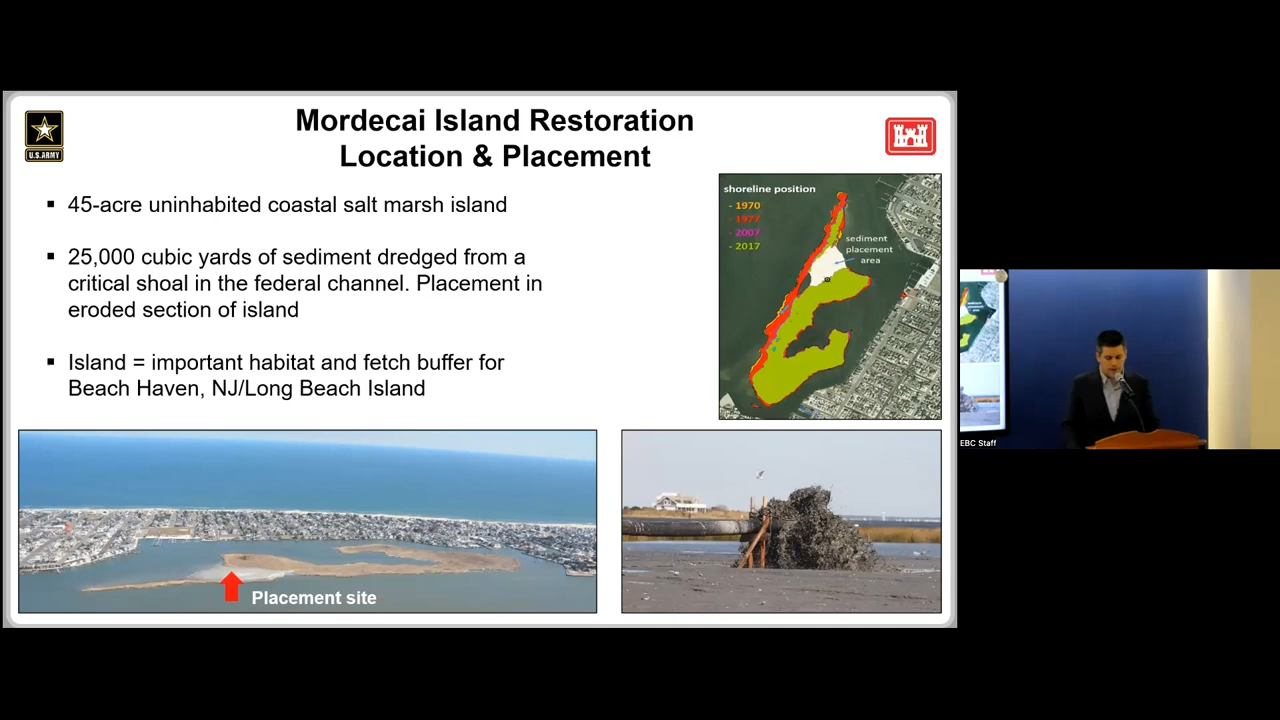 Mordecai Island Restoration
Location & Placement
U.S.ARMY
▪ 45-acre uninhabited coastal salt marsh island
▪ 25,000 cubic yards of sediment dredged from a
critical shoal in the federal channel. Placement in
eroded section of island
▪ Island = important habitat and fetch buffer for
Beach Haven, NJ/Long Beach Island
shoreline position
- 1970
- 1977
- 2007
- 2017
sediment
placement
area
Placement site
EBC Staff